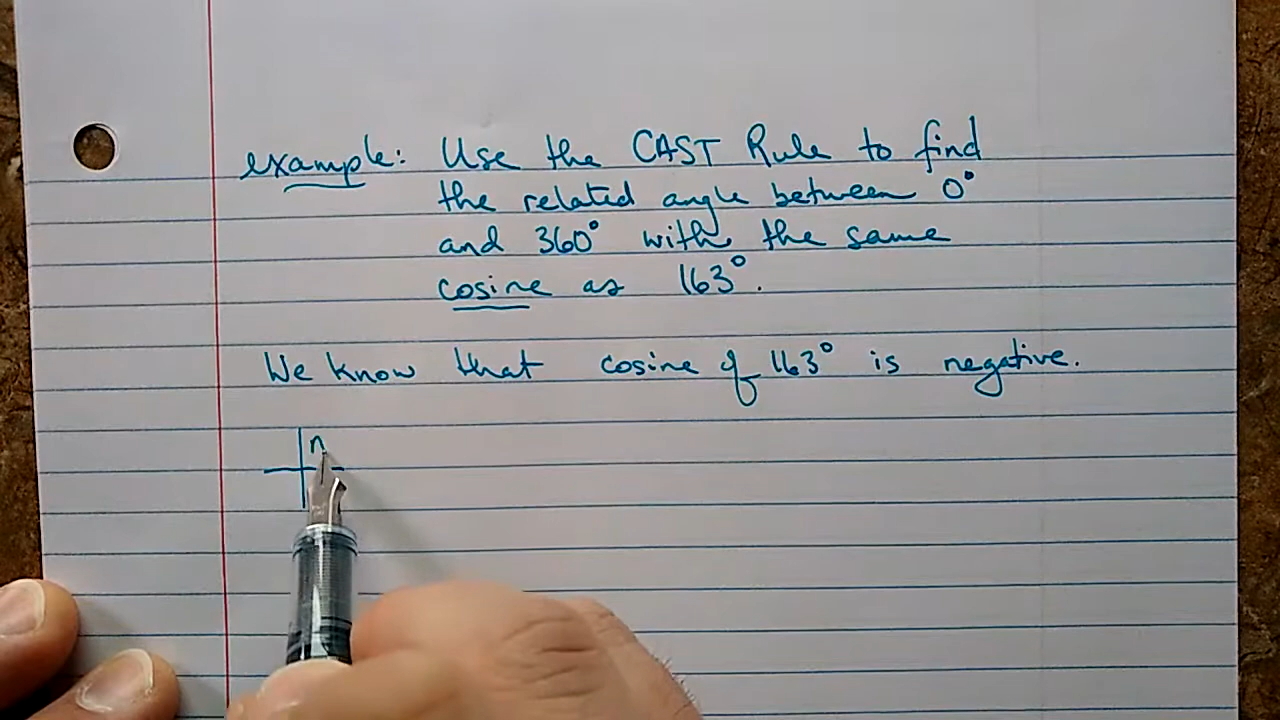 example: Use the CAST Rule to find
the related angle between 0°
and 360° with the same
cosine as 163°.
We know that cosine of 163° is negative.